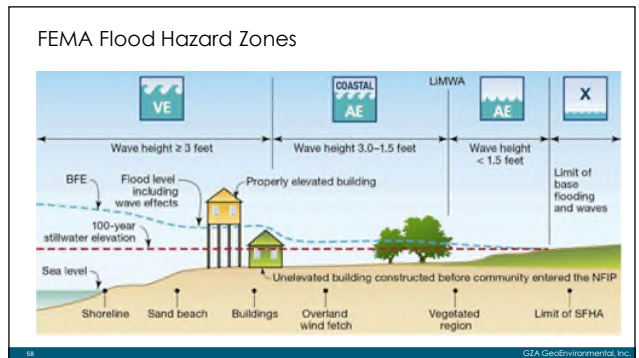 FEMA Flood Hazard Zones
VE
COASTAL
AE
LiMWA
AE
X
Wave height ≥ 3 feet
Wave height 3.0–1.5 feet
Wave height
< 1.5 feet
Limit of
base
flooding
and waves
BFE
Flood level
including
wave effects
Properly elevated building
100-year
stillwater elevation
Sea level
Unelevated building constructed before community entered the NFIP
Shoreline
Sand beach
Buildings
Overland
wind fetch
Vegetated
region
Limit of SFHA
58
GZA GeoEnvironmental, Inc.